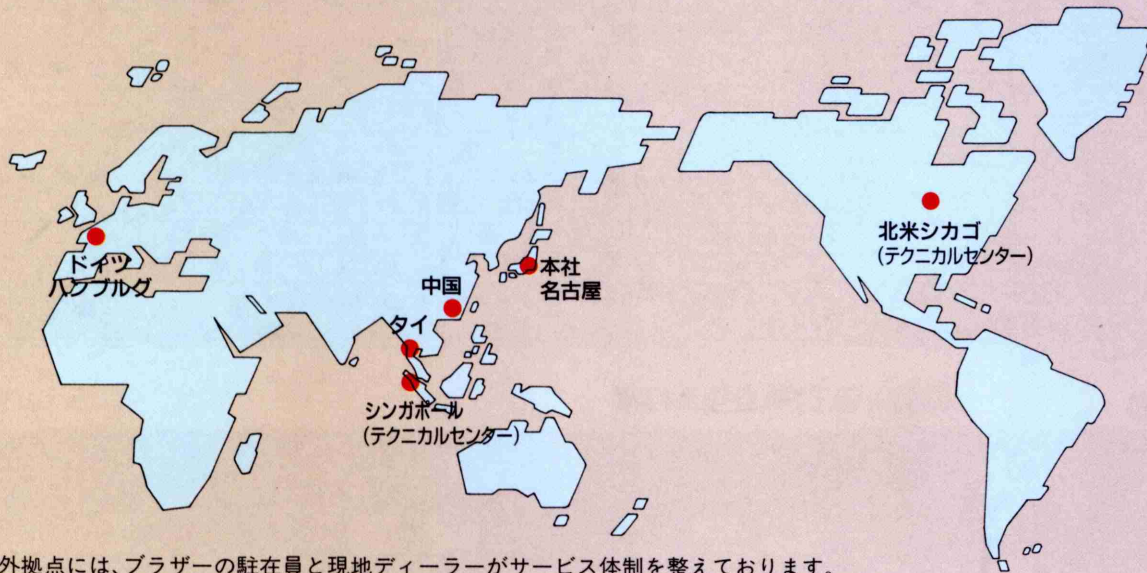 ドイツ
ハンブルグ
中国
タイ
シンガポール
(テクニカルセンター)
本社
名古屋
北米シカゴ
(テクニカルセンター)
外拠点には、ブラザーの駐在員と現地ディーラーがサービス体制を整えております。